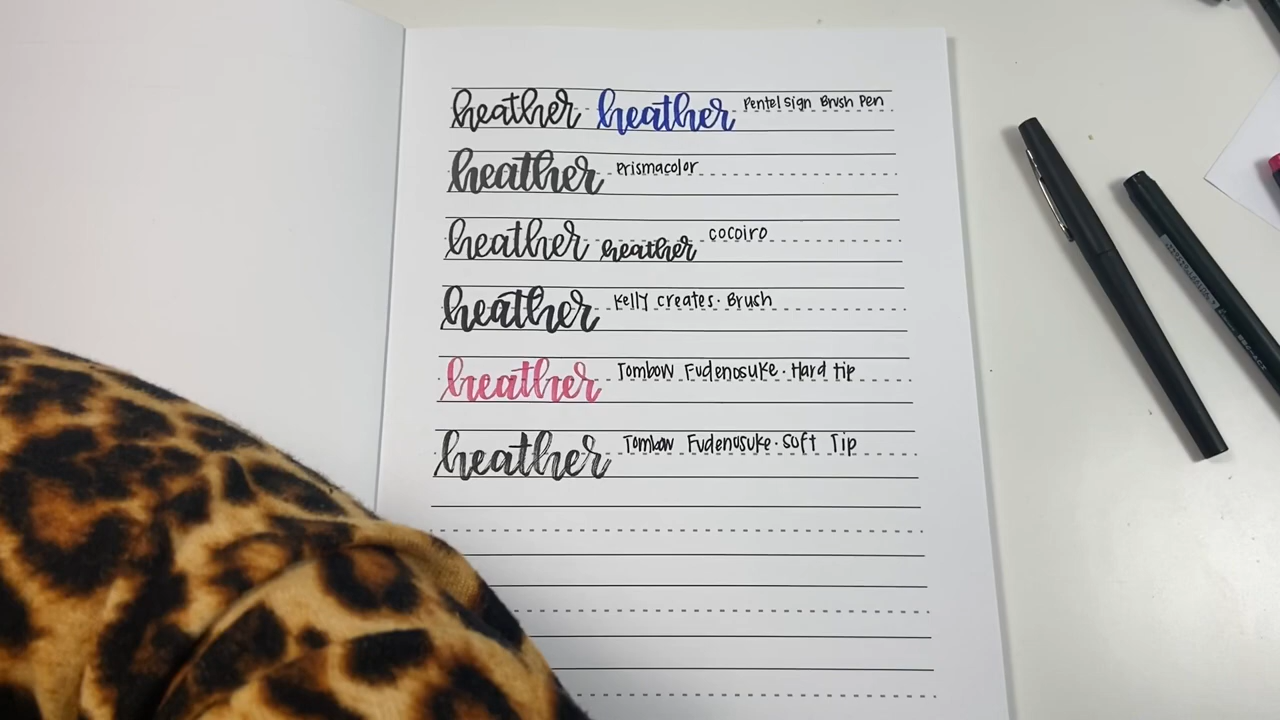 heather heather Pentel Sign Brush Pen
heather Prismacolor
heather heather cocoiro
heather Kelly creates. Brush
heather Tombow Fudenosuke. Hard tip
heather Tombow Fudenosuke. Soft Tip